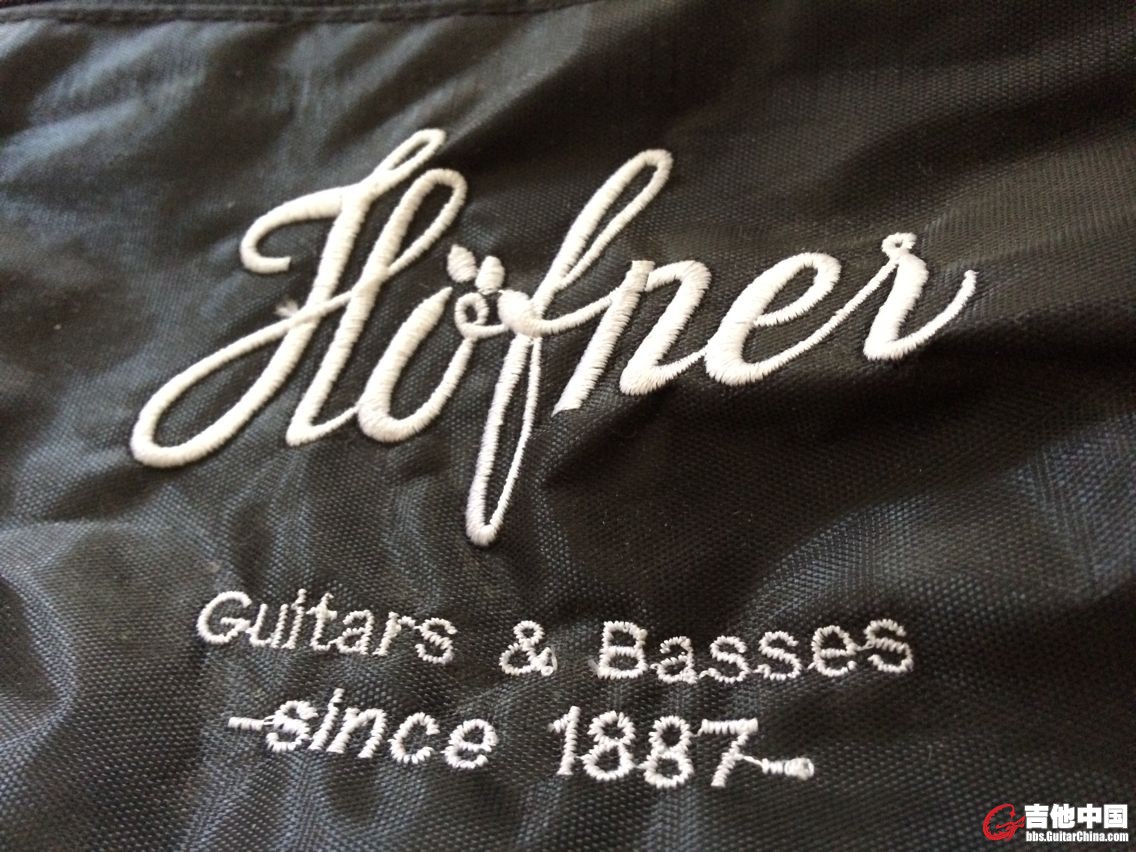 Höfner
Guitars & Basses
-since 1887-
吉他中国
bbs.GuitarChina.com